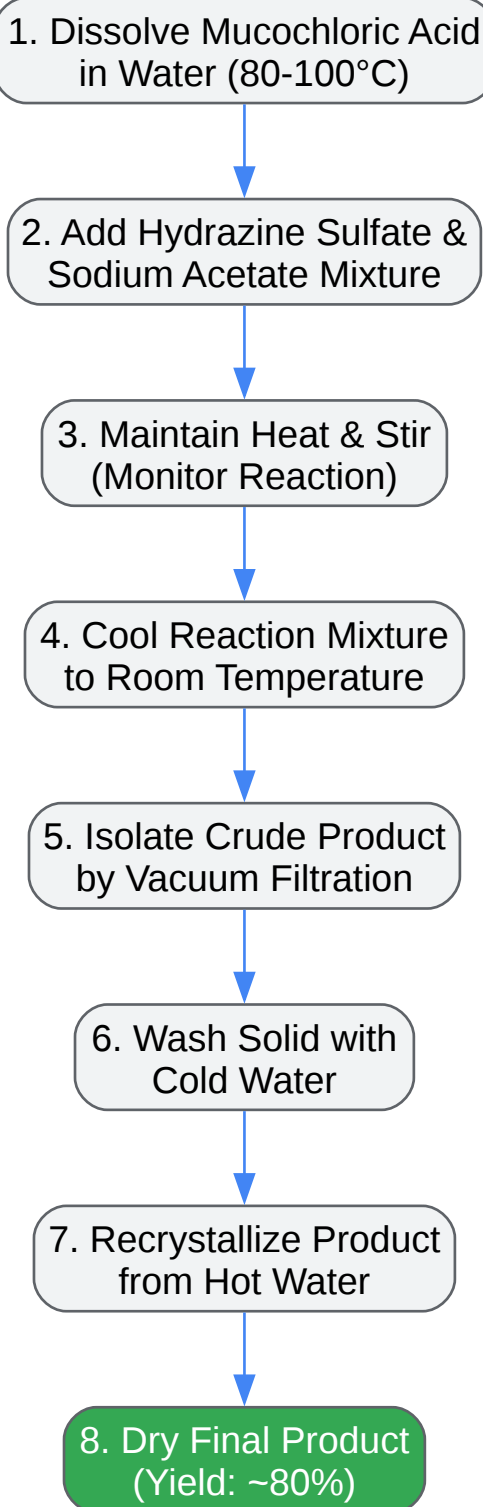 1. Dissolve Mucochloric Acid
in Water (80-100°C)
2. Add Hydrazine Sulfate &
Sodium Acetate Mixture
3. Maintain Heat & Stir
(Monitor Reaction)
4. Cool Reaction Mixture
to Room Temperature
5. Isolate Crude Product
by Vacuum Filtration
6. Wash Solid with
Cold Water
7. Recrystallize Product
from Hot Water
8. Dry Final Product
(Yield: ~80%)